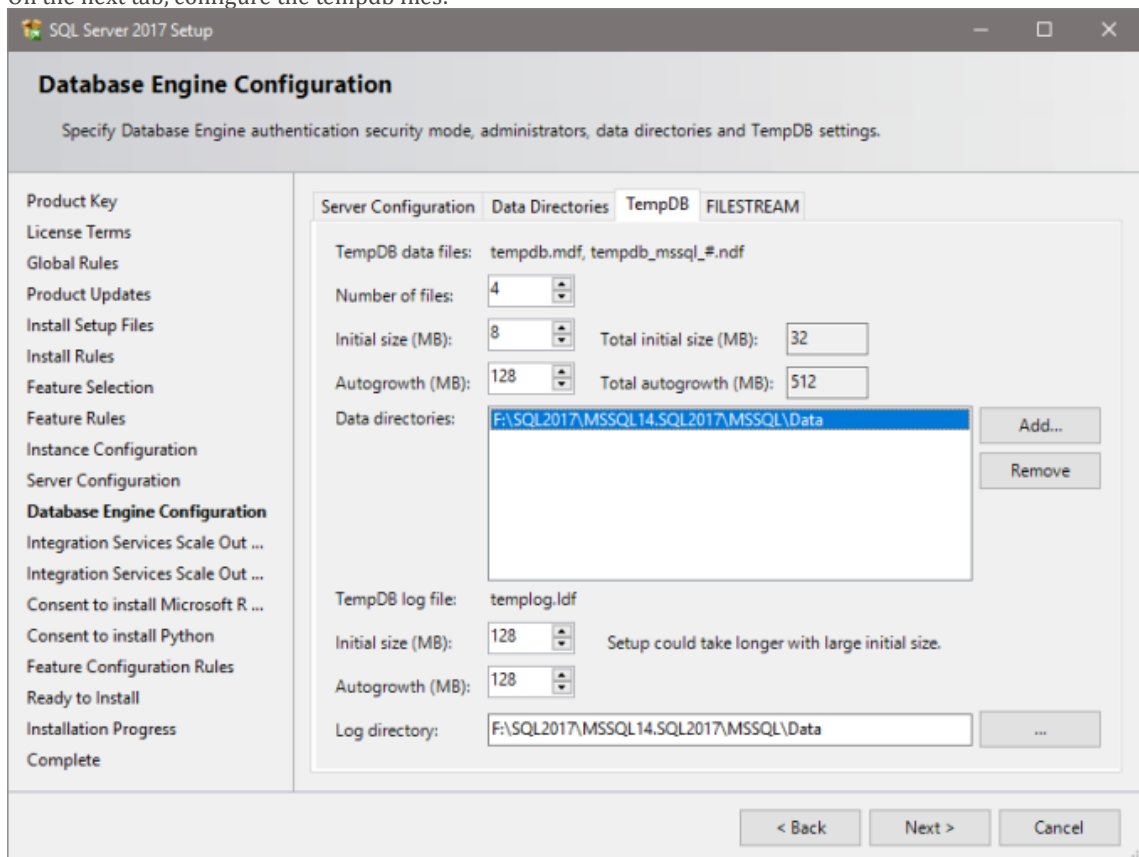 On the next tab, configure the tempdb files:
SQL Server 2017 Setup
Database Engine Configuration
Specify Database Engine authentication security mode, administrators, data directories and TempDB settings.
Product Key
License Terms
Global Rules
Product Updates
Install Setup Files
Install Rules
Feature Selection
Feature Rules
Instance Configuration
Server Configuration
Database Engine Configuration
Integration Services Scale Out ...
Integration Services Scale Out ...
Consent to install Microsoft R ...
Consent to install Python
Feature Configuration Rules
Ready to Install
Installation Progress
Complete
Server Configuration Data Directories TempDB FILESTREAM
TempDB data files: tempdb.mdf, tempdb_mssql_#.ndf
Number of files: 4
Initial size (MB): 8 Total initial size (MB): 32
Autogrowth (MB): 128 Total autogrowth (MB): 512
Data directories: F:\SQL2017\MSSQL14.SQL2017\MSSQL\Data Add...
Remove
TempDB log file: templog.ldf
Initial size (MB): 128 Setup could take longer with large initial size.
Autogrowth (MB): 128
Log directory: F:\SQL2017\MSSQL14.SQL2017\MSSQL\Data ...
< Back Next > Cancel